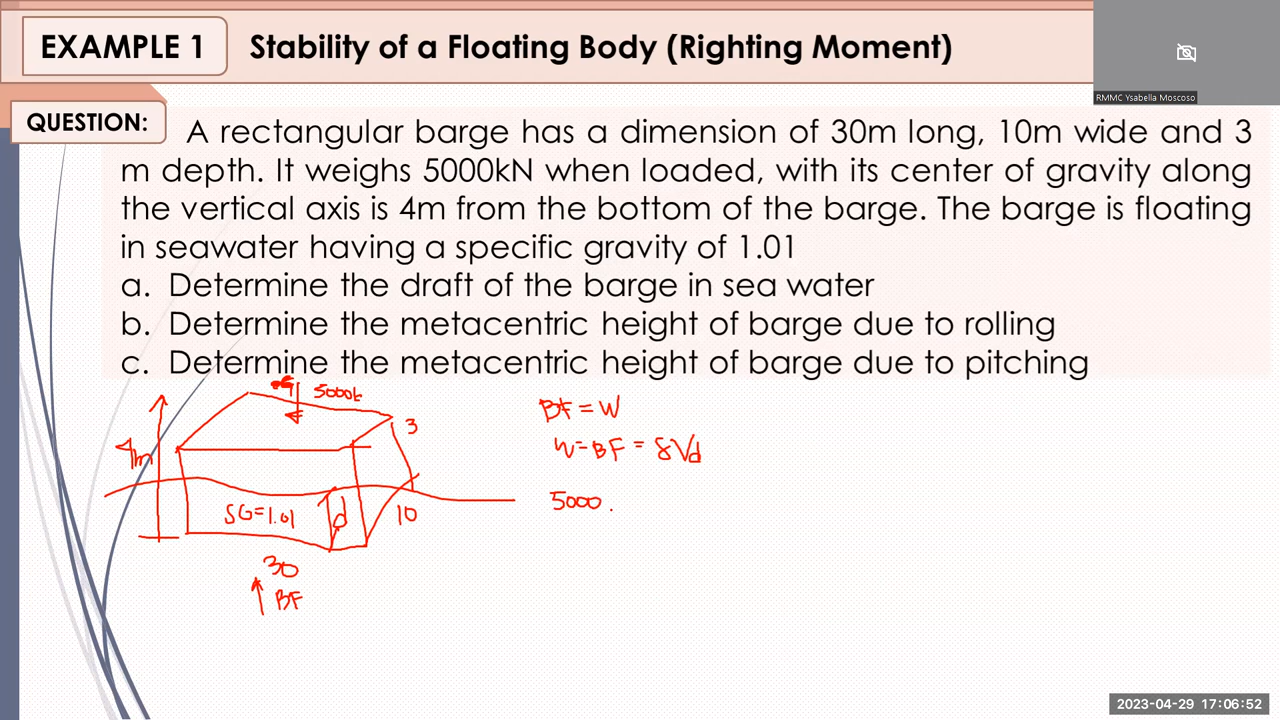 EXAMPLE 1
Stability of a Floating Body (Righting Moment)
RMMC Ysabella Moscoso
QUESTION:
A rectangular barge has a dimension of 30m long, 10m wide and 3
m depth. It weighs 5000kN when loaded, with its center of gravity along
the vertical axis is 4m from the bottom of the barge. The barge is floating
in seawater having a specific gravity of 1.01
a. Determine the draft of the barge in sea water
b. Determine the metacentric height of barge due to rolling
c. Determine the metacentric height of barge due to pitching
5000k
3
4m
SG=1.01
d
10
30
BF
BF = W
W = BF = γVd
5000
2023-04-29 17:06:52